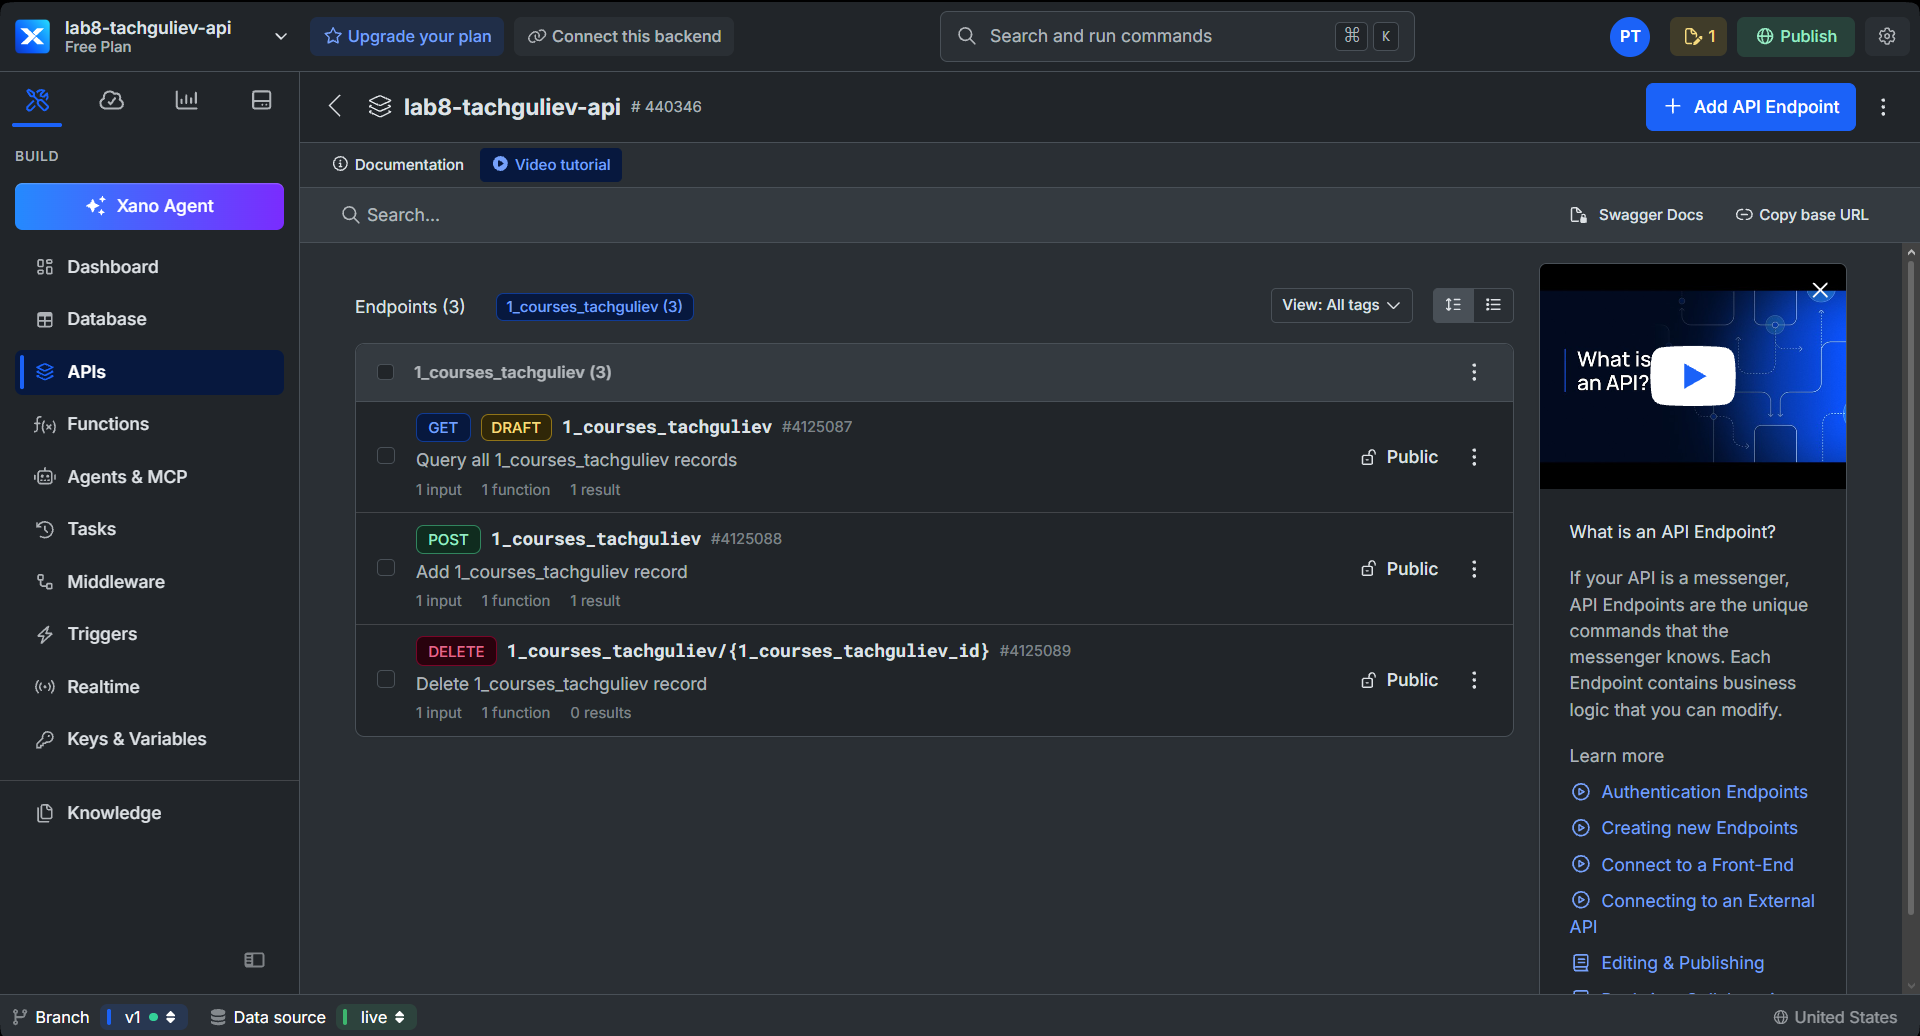 lab8-tachguliev-api
Free Plan
Upgrade your plan
Connect this backend
Search and run commands
⌘ K
PT
1
Publish
BUILD
Xano Agent
Dashboard
Database
APIs
Functions
Agents & MCP
Tasks
Middleware
Triggers
Realtime
Keys & Variables
Knowledge
lab8-tachguliev-api # 440346
Add API Endpoint
Documentation
Video tutorial
Search...
Swagger Docs
Copy base URL
Endpoints (3)
1_courses_tachguliev (3)
View: All tags
1_courses_tachguliev (3)
GET DRAFT 1_courses_tachguliev #4125087
Query all 1_courses_tachguliev records
1 input 1 function 1 result
Public
POST 1_courses_tachguliev #4125088
Add 1_courses_tachguliev record
1 input 1 function 1 result
Public
DELETE 1_courses_tachguliev/{1_courses_tachguliev_id} #4125089
Delete 1_courses_tachguliev record
1 input 1 function 0 results
Public
What is
an API?
What is an API Endpoint?
If your API is a messenger,
API Endpoints are the unique
commands that the
messenger knows. Each
Endpoint contains business
logic that you can modify.
Learn more
Authentication Endpoints
Creating new Endpoints
Connect to a Front-End
Connecting to an External
API
Editing & Publishing
Branch
v1
Data source
live
United States